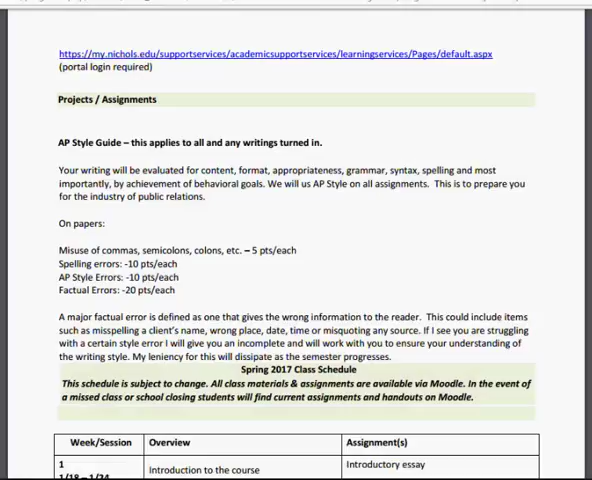 https://my.nichols.edu/supportservices/academicsupportservices/learningservices/Pages/default.aspx
(portal login required)
Projects / Assignments
AP Style Guide – this applies to all and any writings turned in.
Your writing will be evaluated for content, format, appropriateness, grammar, syntax, spelling and most
importantly, by achievement of behavioral goals. We will us AP Style on all assignments. This is to prepare you
for the industry of public relations.
On papers:
Misuse of commas, semicolons, colons, etc. – 5 pts/each
Spelling errors: -10 pts/each
AP Style Errors: -10 pts/each
Factual Errors: -20 pts/each
A major factual error is defined as one that gives the wrong information to the reader. This could include items
such as misspelling a client's name, wrong place, date, time or misquoting any source. If I see you are struggling
with a certain style error I will give you an incomplete and will work with you to ensure your understanding of
the writing style. My leniency for this will dissipate as the semester progresses.
Spring 2017 Class Schedule
This schedule is subject to change. All class materials & assignments are available via Moodle. In the event of
a missed class or school closing students will find current assignments and handouts on Moodle.
Week/Session Overview Assignment(s)
1 Introduction to the course Introductory essay
1/18 – 1/24